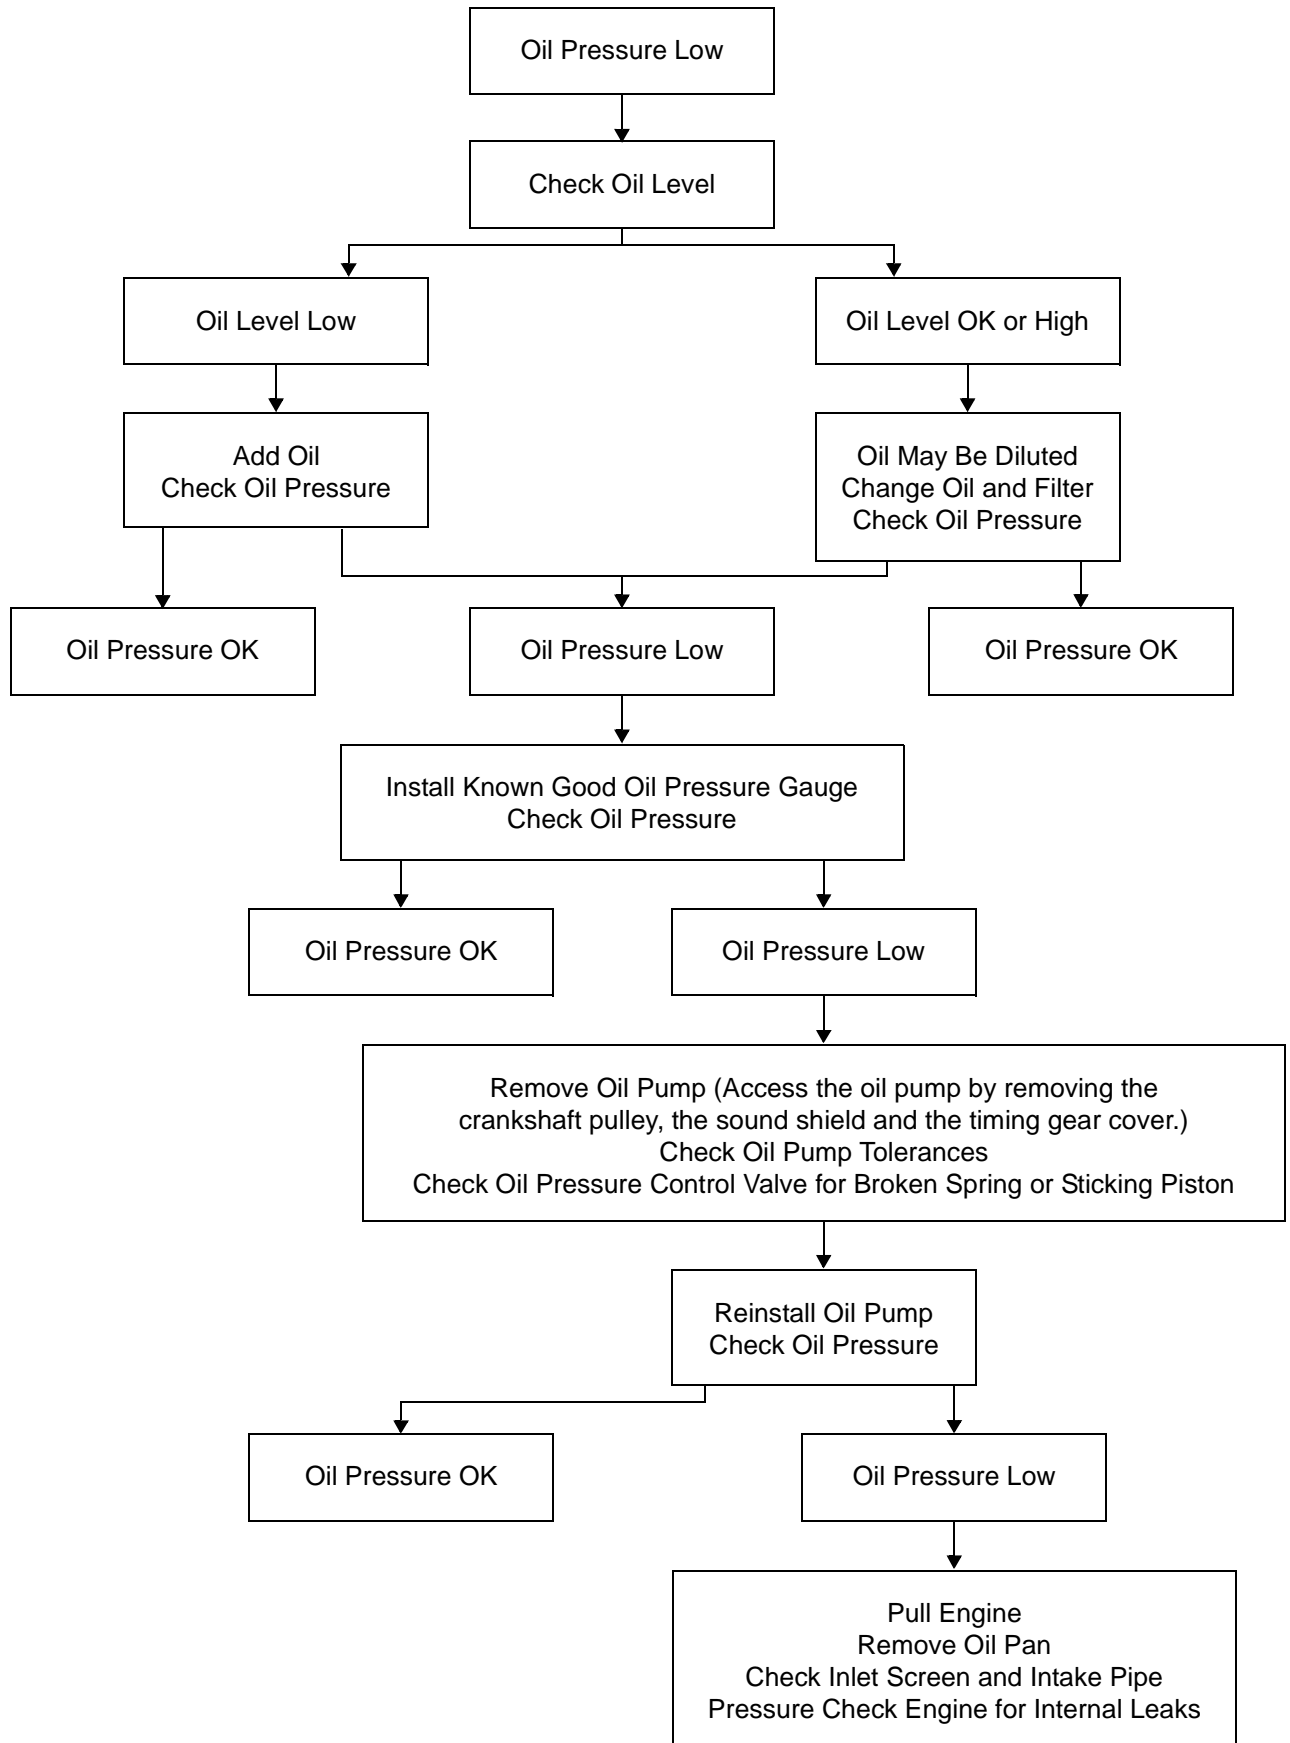 Oil Pressure Low
Check Oil Level
Oil Level Low
Oil Level OK or High
Add Oil
Check Oil Pressure
Oil May Be Diluted
Change Oil and Filter
Check Oil Pressure
Oil Pressure OK
Oil Pressure Low
Oil Pressure OK
Install Known Good Oil Pressure Gauge
Check Oil Pressure
Oil Pressure OK
Oil Pressure Low
Remove Oil Pump (Access the oil pump by removing the
crankshaft pulley, the sound shield and the timing gear cover.)
Check Oil Pump Tolerances
Check Oil Pressure Control Valve for Broken Spring or Sticking Piston
Reinstall Oil Pump
Check Oil Pressure
Oil Pressure OK
Oil Pressure Low
Pull Engine
Remove Oil Pan
Check Inlet Screen and Intake Pipe
Pressure Check Engine for Internal Leaks